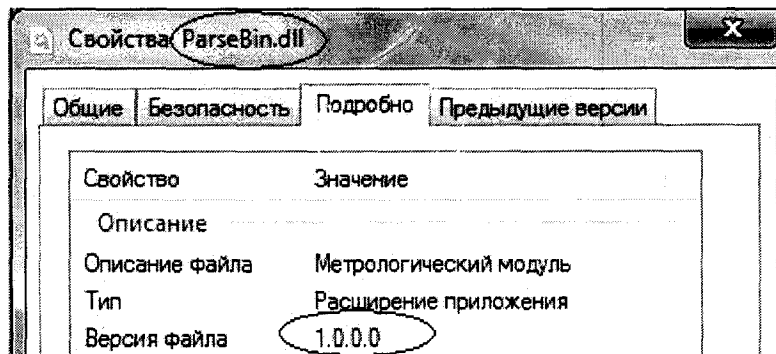 Свойства: ParseBin.dll
Общие Безопасность Подробно Предыдущие версии
Свойство Значение
Описание
Описание файла Метрологический модуль
Тип Расширение приложения
Версия файла 1.0.0.0